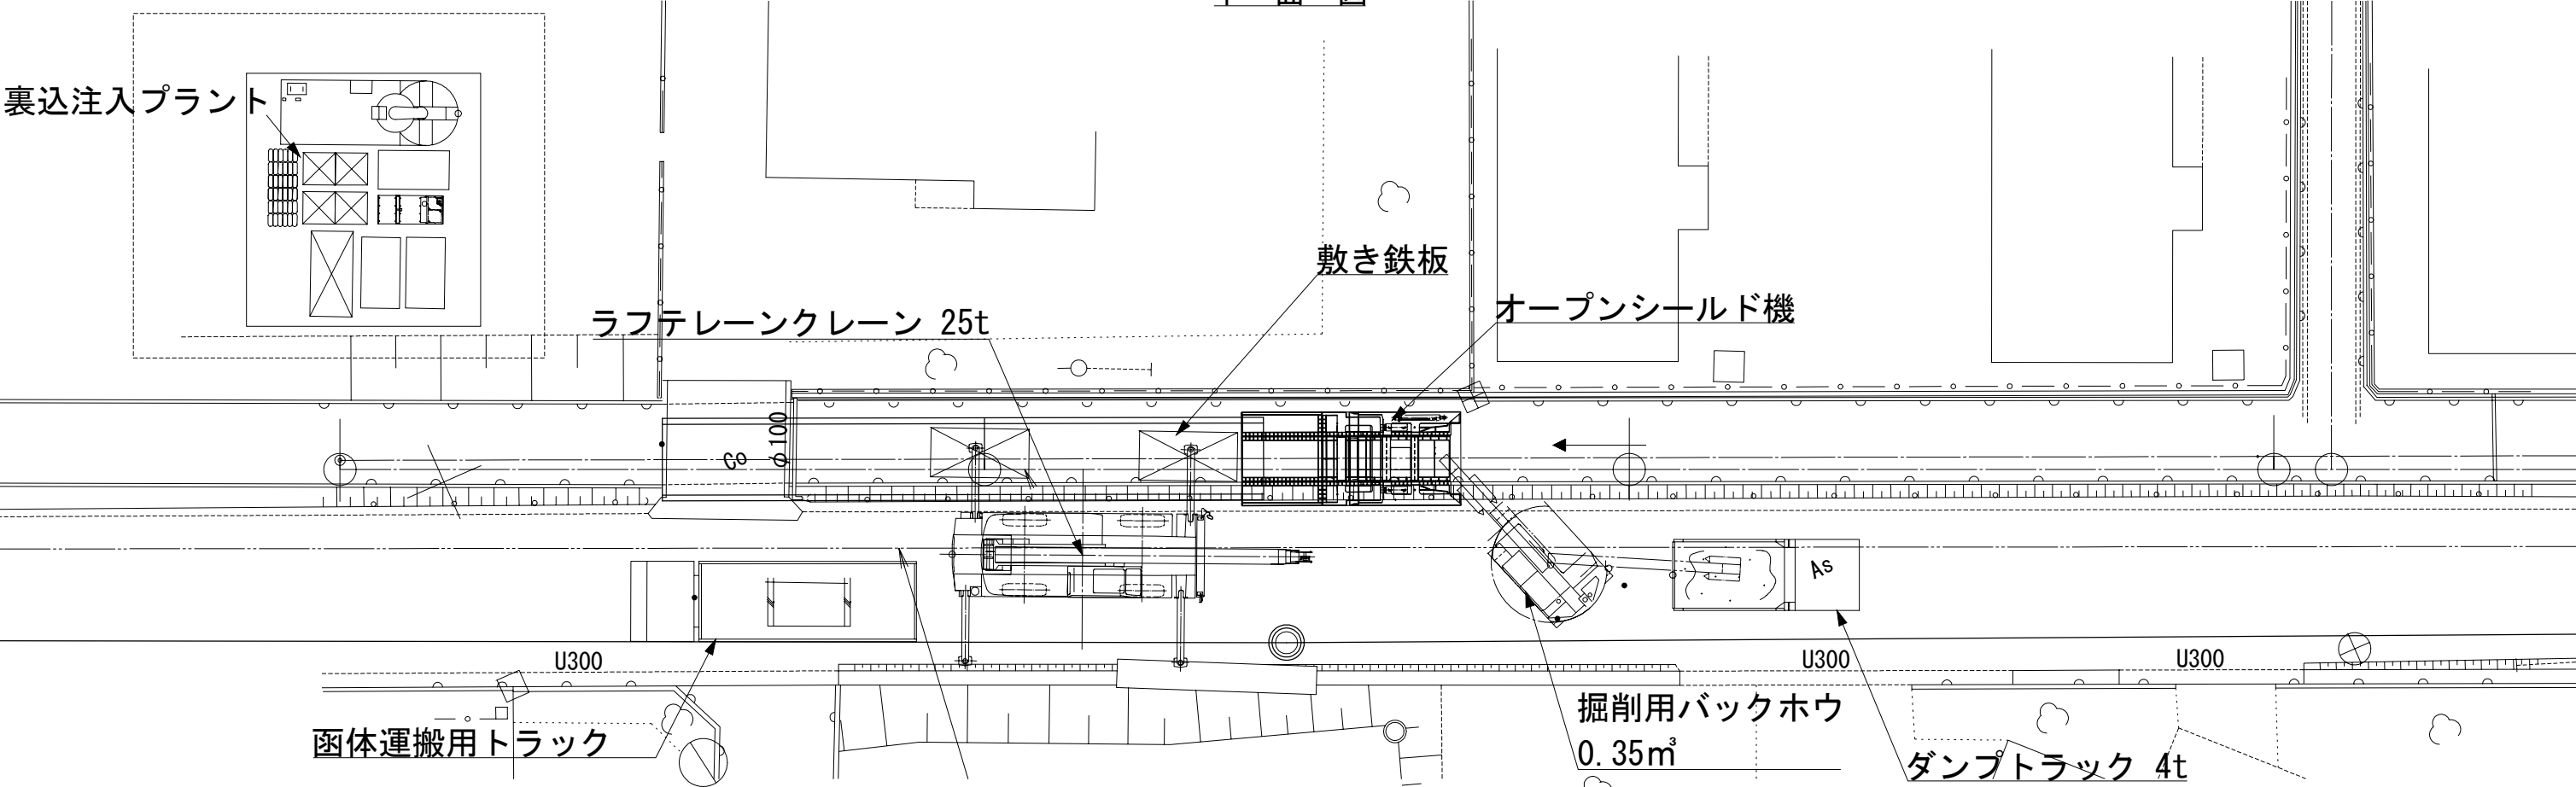 平面図
裏込注入プラント
敷き鉄板
ラフテレーンクレーン 25t
オープンシールド機
φ100
Co
As
U300
U300
U300
掘削用バックホウ
0.35㎥
函体運搬用トラック
ダンプトラック 4t